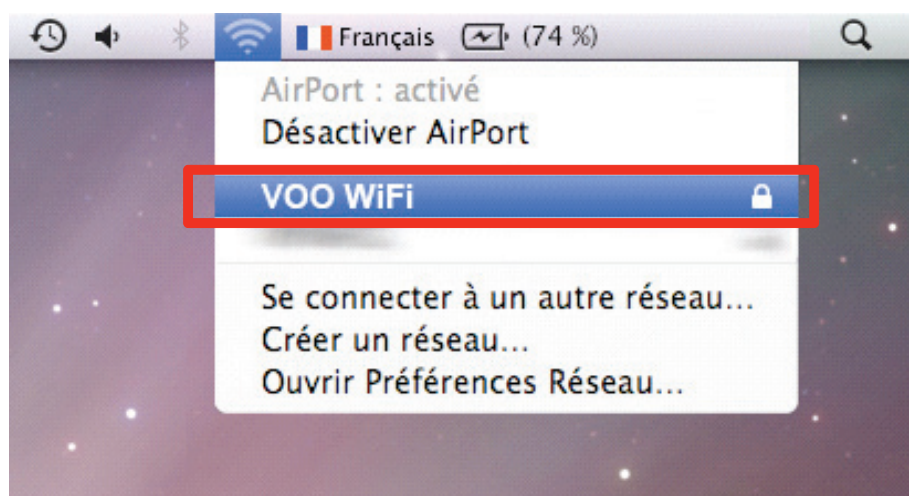 Français (74 %)
AirPort : activé
Désactiver AirPort
VOO WiFi
Se connecter à un autre réseau...
Créer un réseau...
Ouvrir Préférences Réseau...